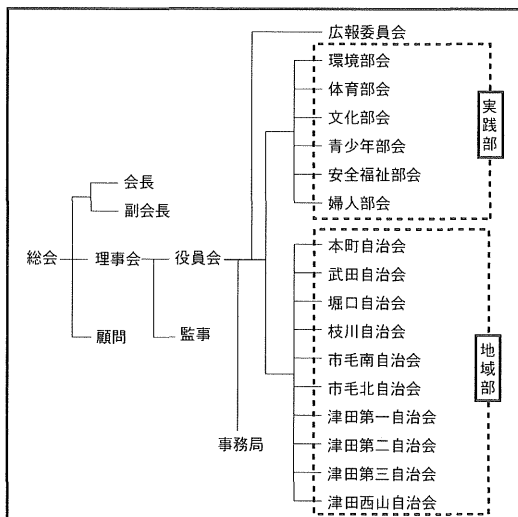 総会
会長
副会長
理事会
顧問
役員会
監事
事務局
広報委員会
環境部会
体育部会
文化部会
青少年部会
安全福祉部会
婦人部会
実践部
本町自治会
武田自治会
堀口自治会
枝川自治会
市毛南自治会
市毛北自治会
津田第一自治会
津田第二自治会
津田第三自治会
津田西山自治会
地域部